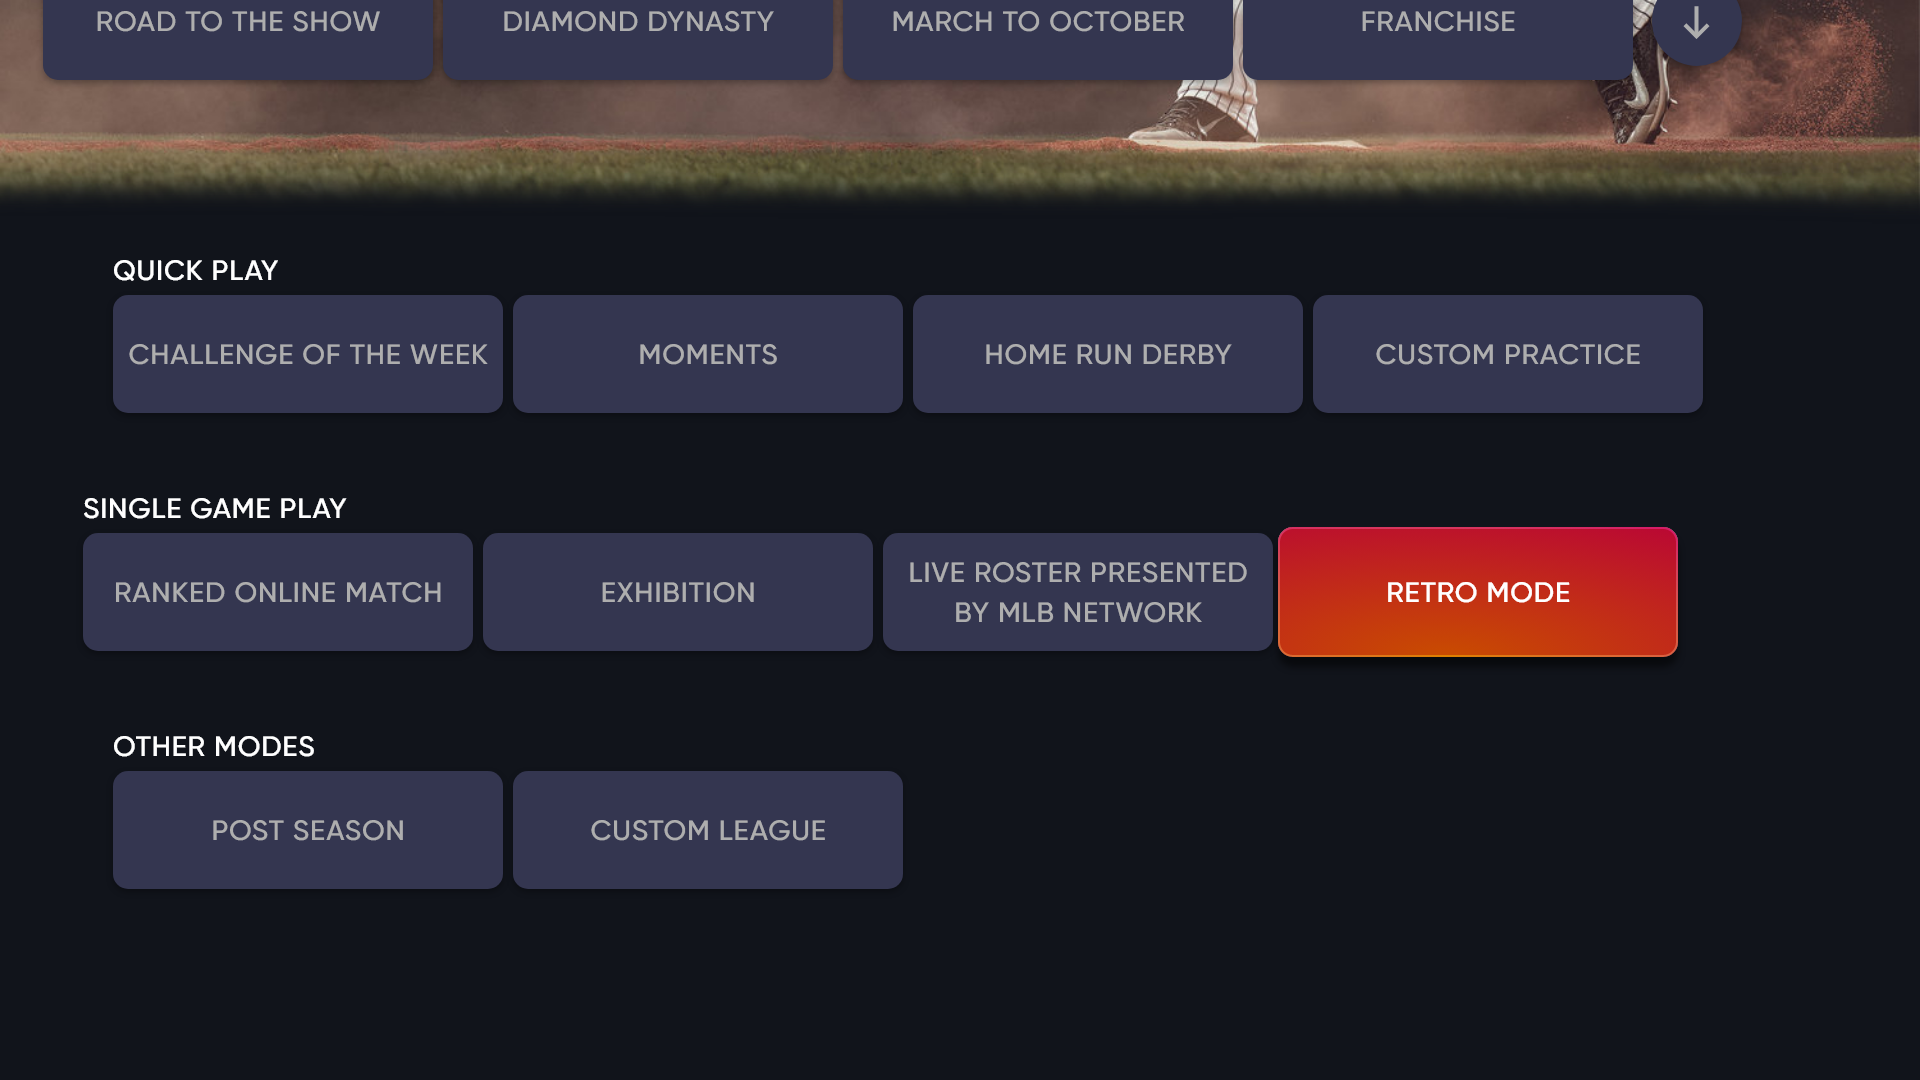 ROAD TO THE SHOW
DIAMOND DYNASTY
MARCH TO OCTOBER
FRANCHISE
QUICK PLAY
CHALLENGE OF THE WEEK
MOMENTS
HOME RUN DERBY
CUSTOM PRACTICE
SINGLE GAME PLAY
RANKED ONLINE MATCH
EXHIBITION
LIVE ROSTER PRESENTED
BY MLB NETWORK
RETRO MODE
OTHER MODES
POST SEASON
CUSTOM LEAGUE